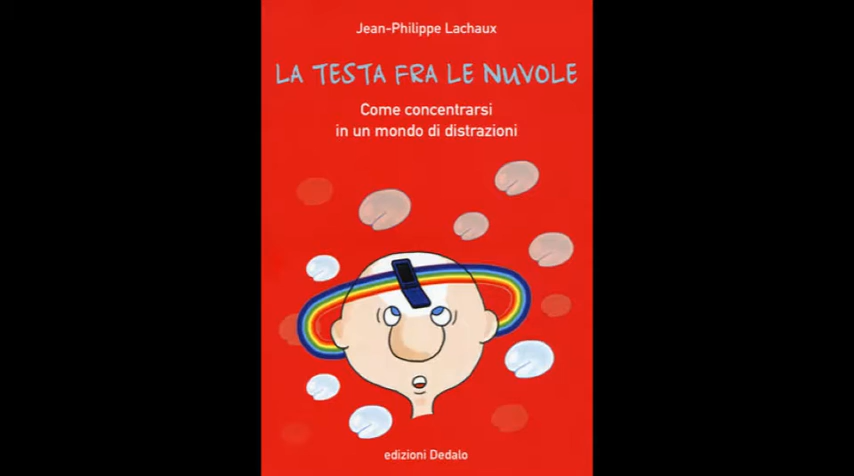 Jean-Philippe Lachaux
LA TESTA FRA LE NUVOLE
Come concentrarsi
in un mondo di distrazioni
edizioni Dedalo